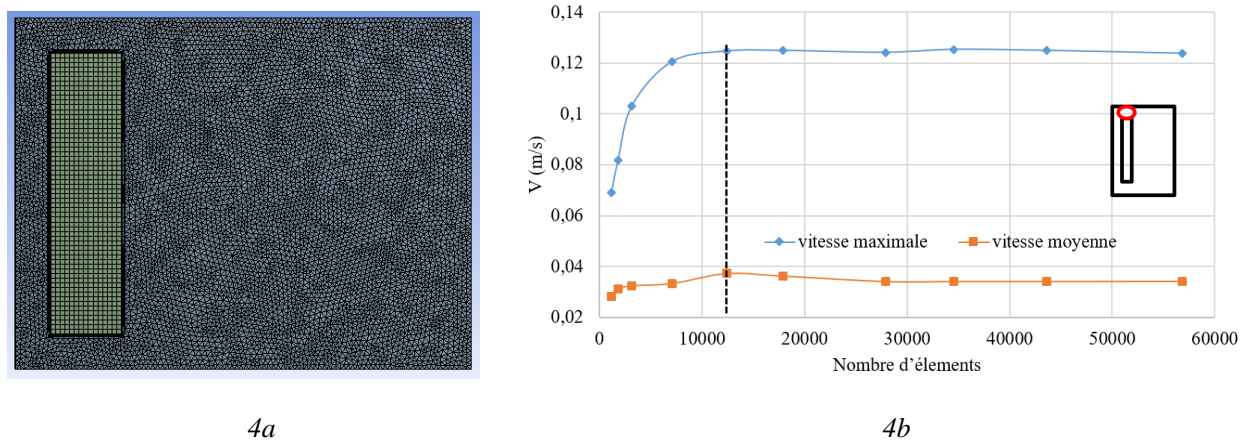 0,14
0,12
0,1
0,08
0,06
0,04
0,02
V (m/s)
vitesse maximale
vitesse moyenne
0
10000
20000
30000
40000
50000
60000
Nombre d'élements
4a
4b